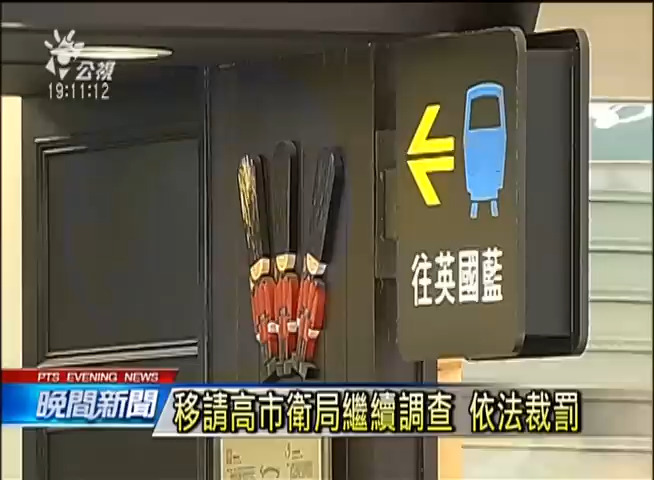 公視
19:11:12
往英國藍
PTS EVENING NEWS
晚間新聞
移請高市衛局繼續調查 依法裁罰